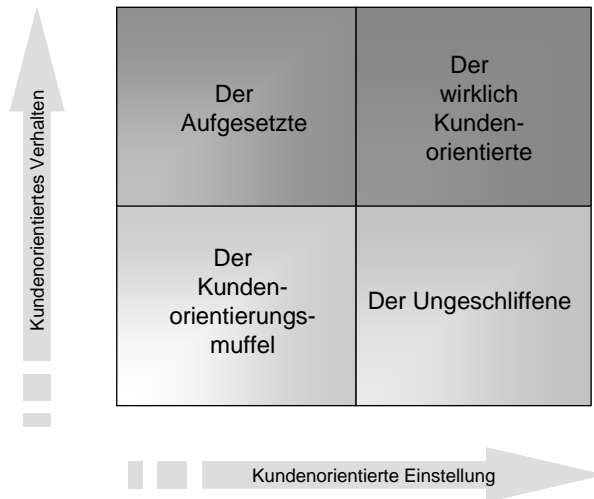 Kundenorientiertes Verhalten
Der
Aufgesetzte
Der
wirklich
Kunden-
orientierte
Der
Kunden-
orientierungs-
muffel
Der Ungeschliffene
Kundenorientierte Einstellung